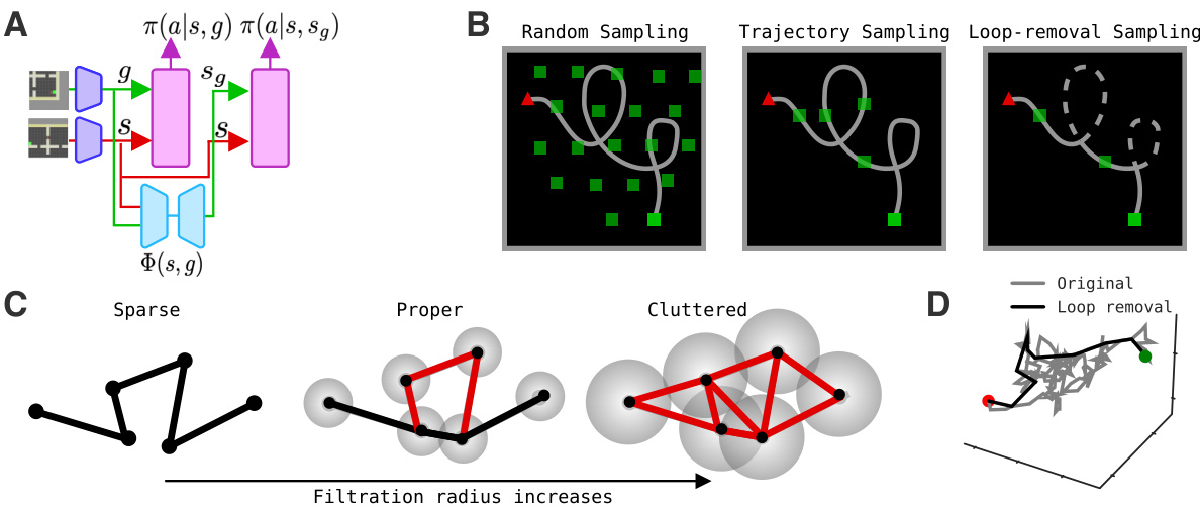 A
π(a|s, g) π(a|s, s_g)
g
s_g
s
s
Φ(s, g)
B
Random Sampling
Trajectory Sampling
Loop-removal Sampling
C
Sparse
Proper
Cluttered
Filtration radius increases
D
Original
Loop removal